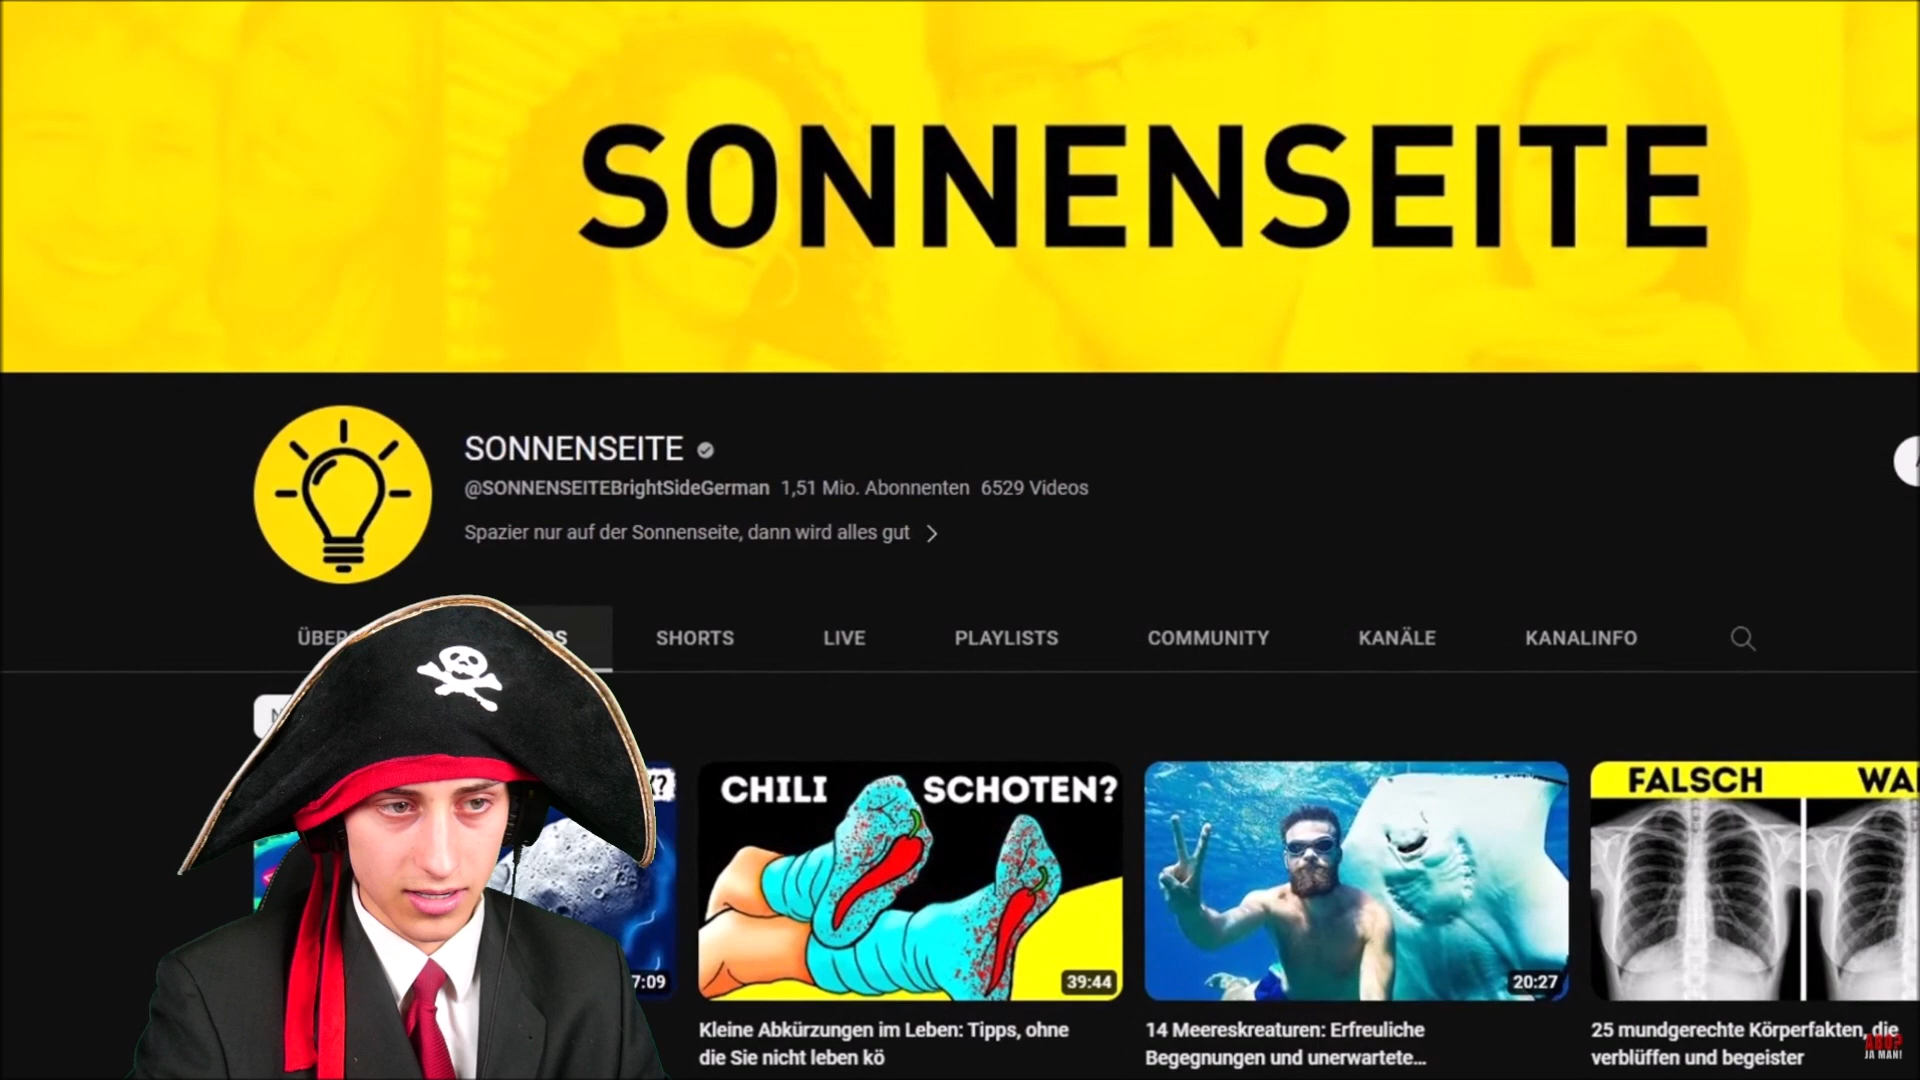 SONNENSEITE
SONNENSEITE
@SONNENSEITEBrightSideGerman 1,51 Mio. Abonnenten 6529 Videos
Spazier nur auf der Sonnenseite, dann wird alles gut
SHORTS LIVE PLAYLISTS COMMUNITY KANÄLE KANALINFO
7:09
CHILI SCHOTEN?
39:44
20:27
FALSCH
Kleine Abkürzungen im Leben: Tipps, ohne
die Sie nicht leben kö
14 Meereskreaturen: Erfreuliche
Begegnungen und unerwartete...
25 mundgerechte Körperfakten, die
verblüffen und begeister
ABO?
JA MAN!